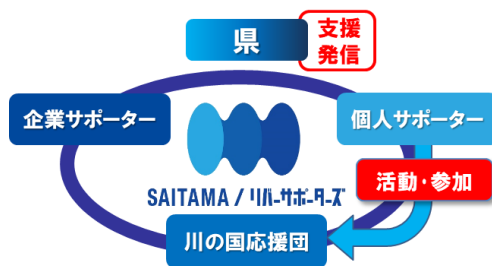 県
支援
発信
企業サポーター
個人サポーター
SAITAMA / リバーサポーターズ
活動・参加
川の国応援団